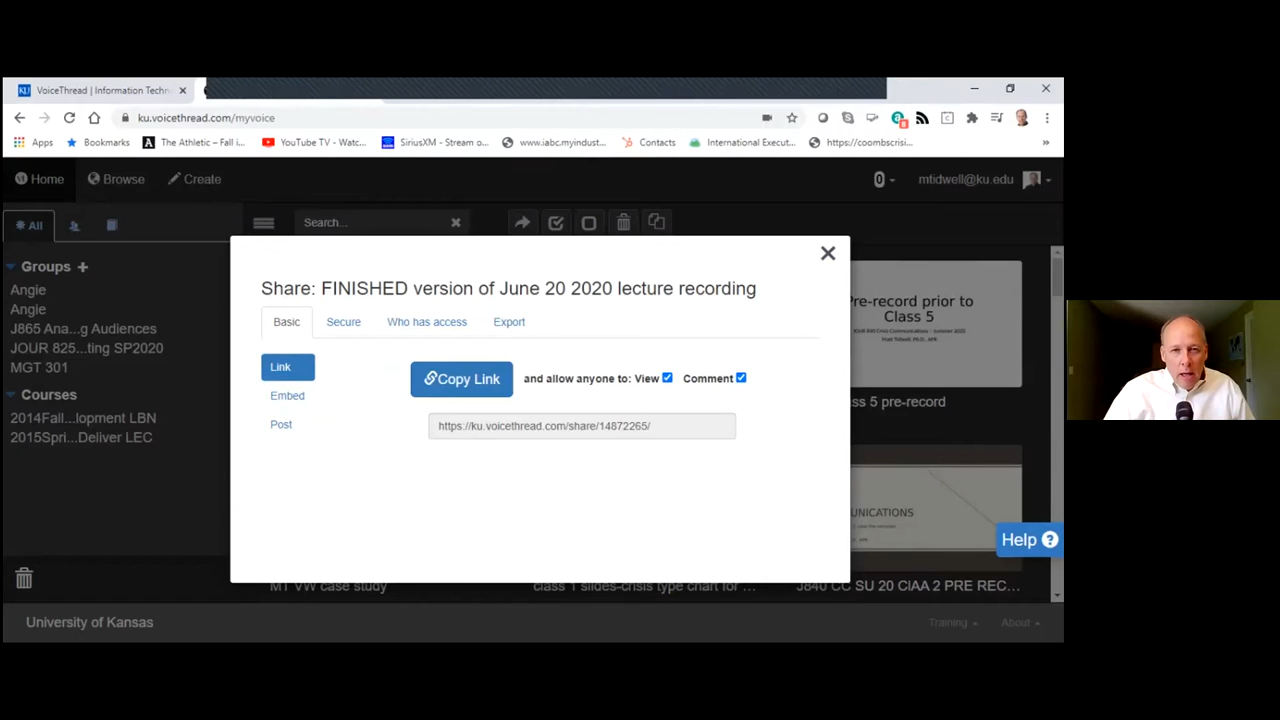 VoiceThread | Information Techn
ku.voicethread.com/myvoice
Apps Bookmarks The Athletic – Fall i... YouTube TV - Watc... SiriusXM - Stream o... www.iabc.myindust... Contacts International Execut... https://coombscrisi... »
Home Browse Create 0 mtidwell@ku.edu
All Search...
Groups +
Angie
Angie
J865 Ana...g Audiences
JOUR 825...ting SP2020
MGT 301
Courses
2014Fall...lopment LBN
2015Spri...Deliver LEC
Share: FINISHED version of June 20 2020 lecture recording
Basic Secure Who has access Export
Link
Embed
Post
Copy Link and allow anyone to: View Comment
https://ku.voicethread.com/share/14872265/
Pre-record prior to
Class 5
Matt Tidwell, Ph.D., APR
ss 5 pre-record
UNICATIONS
Help ?
MT VW case study class 1 slides-crisis type chart for ... J840 CC SU 20 CIAA 2 PRE REC...
University of Kansas Training About